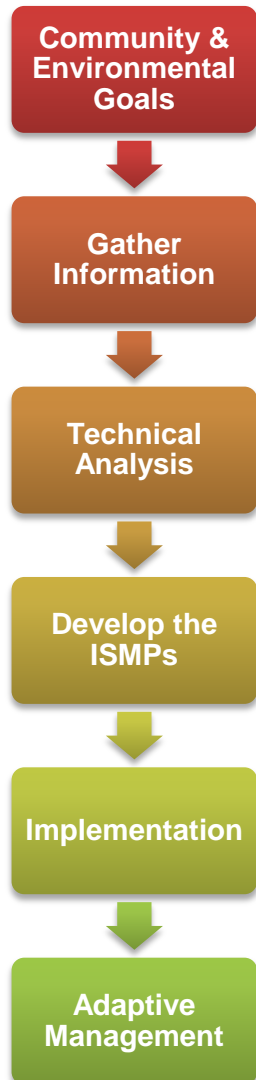 Community &
Environmental
Goals
Gather
Information
Technical
Analysis
Develop the
ISMPs
Implementation
Adaptive
Management